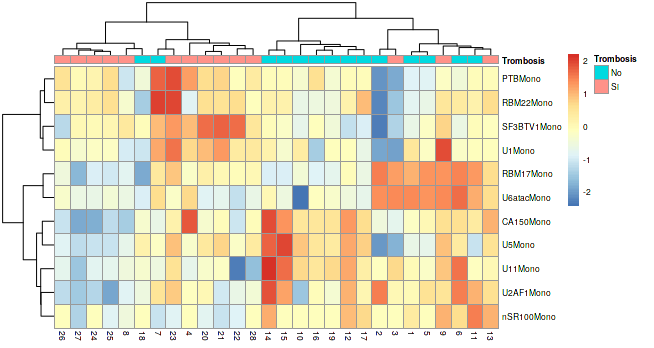 Trombosis
PTBMono
RBM22Mono
SF3BTV1Mono
U1Mono
RBM17Mono
U6atacMono
CA150Mono
U5Mono
U11Mono
U2AF1Mono
nSR100Mono
26 27 24 25 8 18 7 23 4 20 21 22 28 14 15 10 16 19 12 17 2 3 1 5 9 6 11 13
2
1
0
-1
-2
Trombosis
No
SI